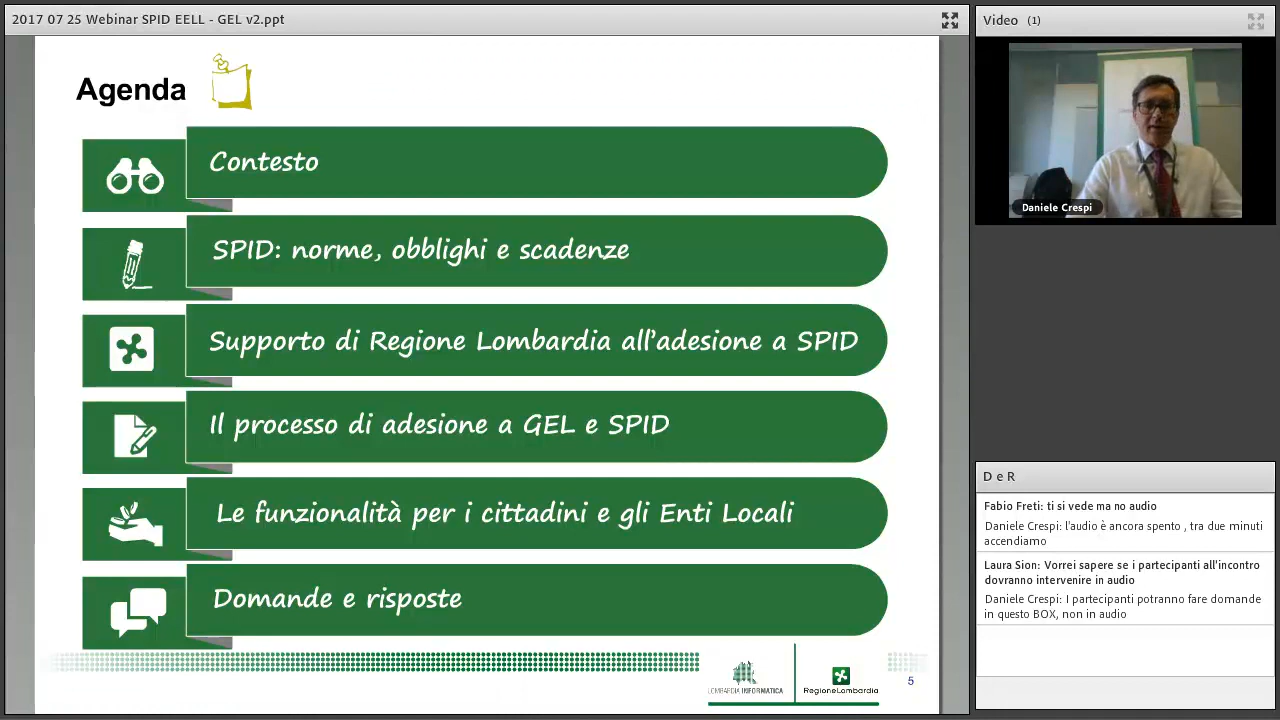 2017 07 25 Webinar SPID EELL - GEL v2.ppt
Agenda
Contesto
SPID: norme, obblighi e scadenze
Supporto di Regione Lombardia all'adesione a SPID
Il processo di adesione a GEL e SPID
Le funzionalità per i cittadini e gli Enti Locali
Domande e risposte
LOMBARDIA INFORMATICA
RegioneLombardia
5
Video (1)
Daniele Crespi
D e R
Fabio Freti: ti si vede ma no audio
Daniele Crespi: l'audio è ancora spento , tra due minuti
accendiamo
Laura Sion: Vorrei sapere se i partecipanti all'incontro
dovranno intervenire in audio
Daniele Crespi: I partecipanti potranno fare domande
in questo BOX, non in audio